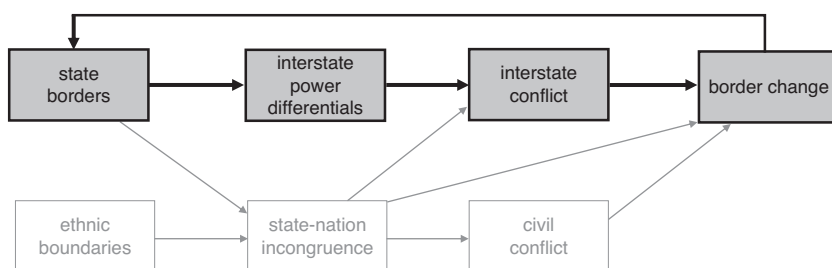 state
borders
interstate
power
differentials
interstate
conflict
border change
ethnic
boundaries
state-nation
incongruence
civil
conflict